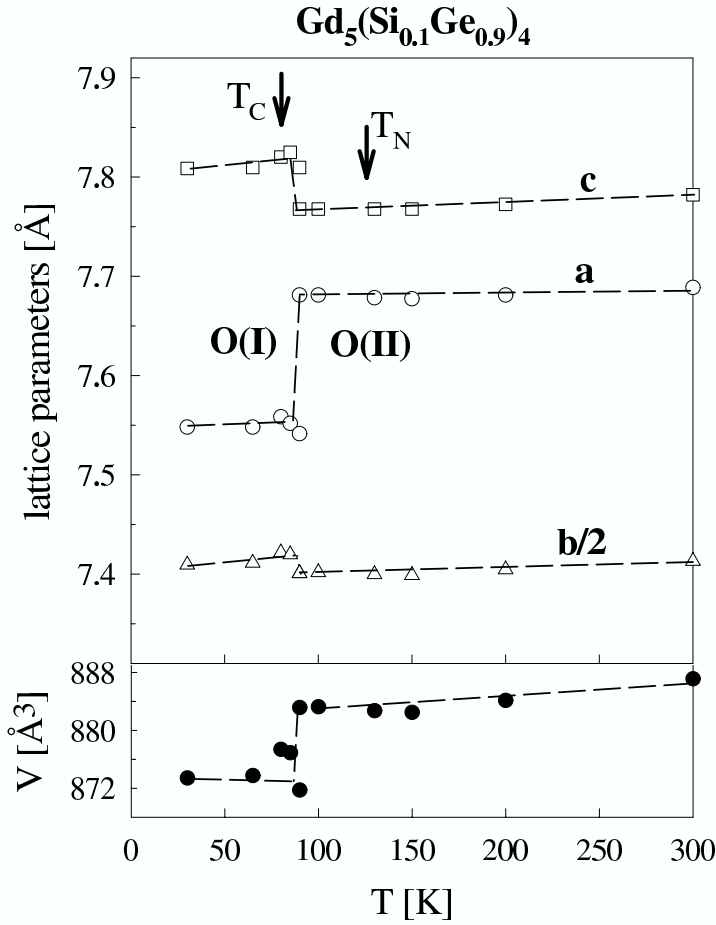 Gd5(Si0.1Ge0.9)4
7.9
TC
TN
7.8
c
7.7
a
O(I)
O(II)
7.6
lattice parameters [Å]
7.5
b/2
7.4
888
880
V [Å3]
872
0 50 100 150 200 250 300
T [K]